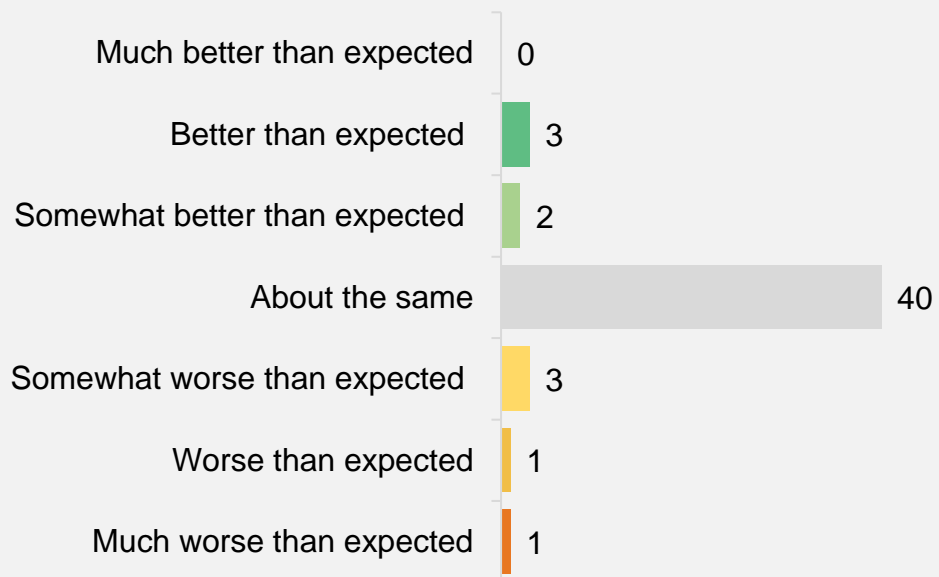 Much better than expected 0
Better than expected 3
Somewhat better than expected 2
About the same 40
Somewhat worse than expected 3
Worse than expected 1
Much worse than expected 1